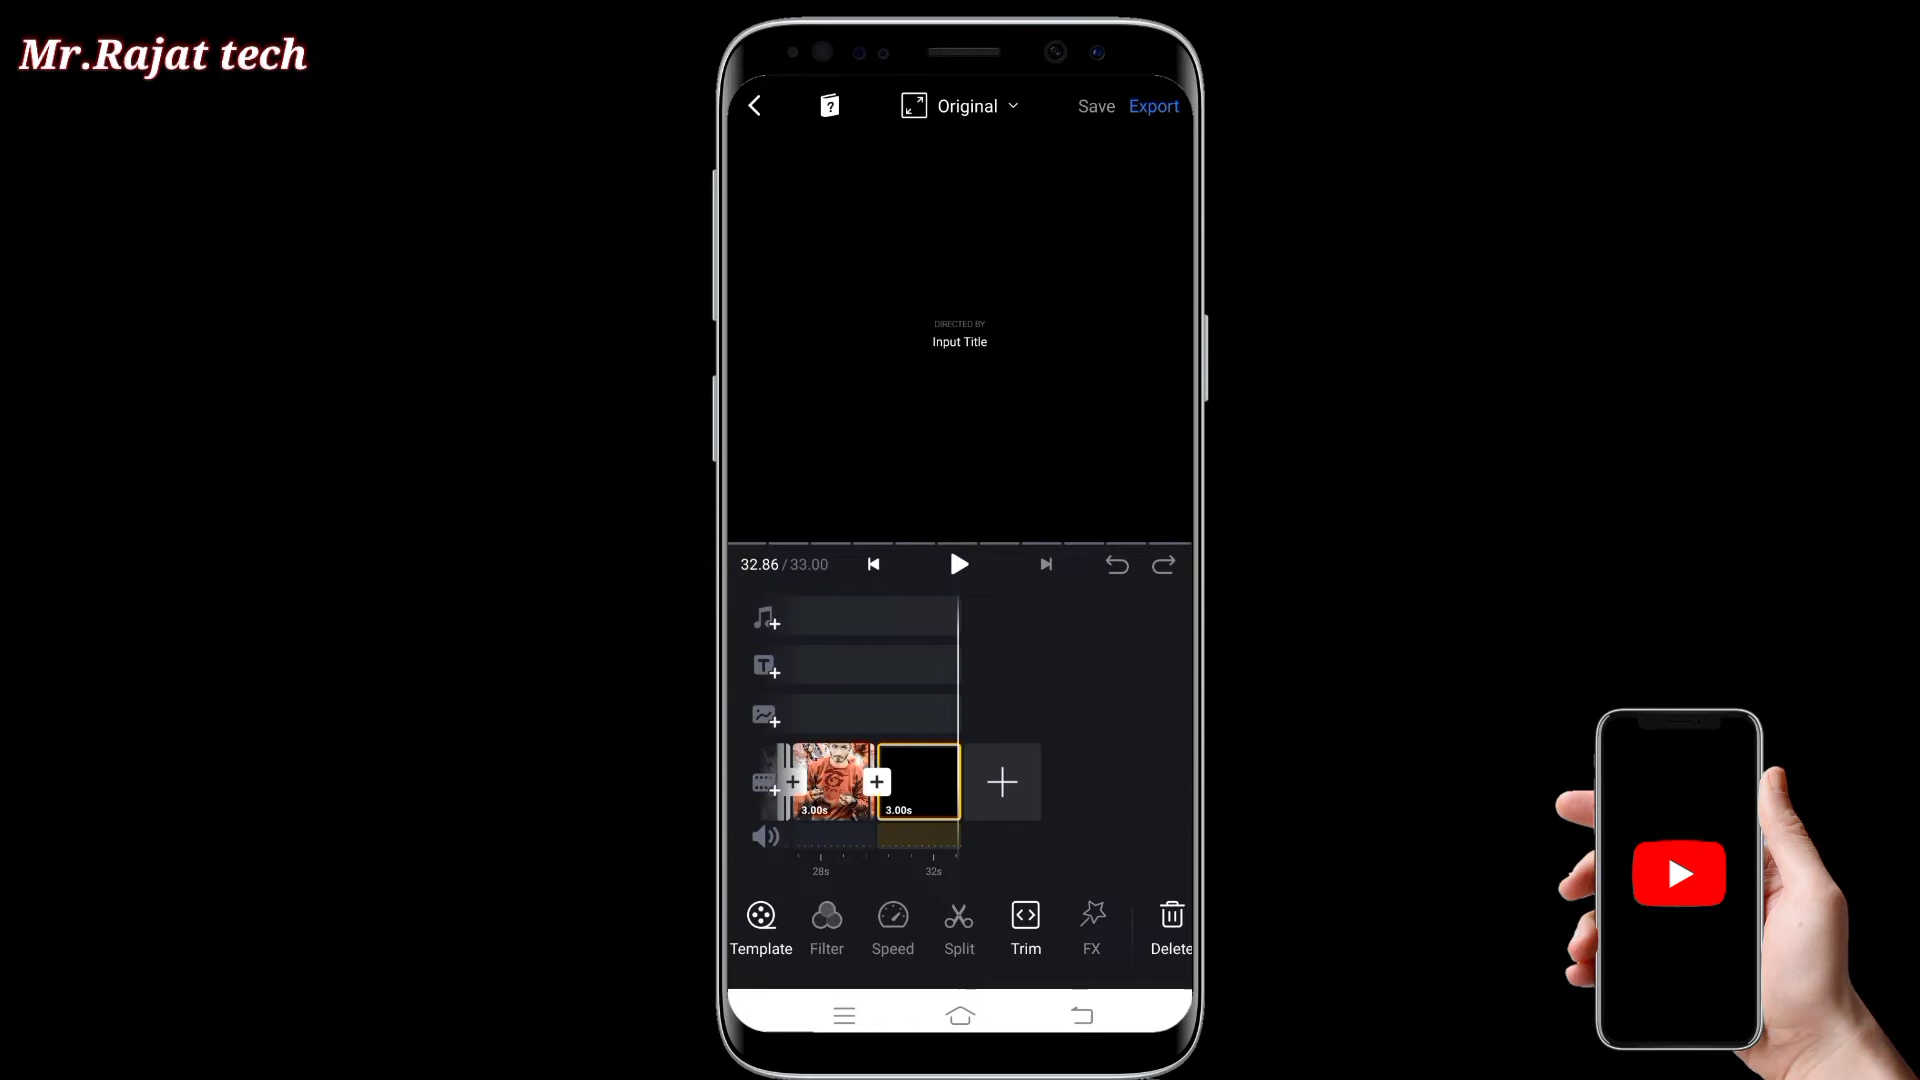 Mr.Rajat tech
Original
Save
Export
DIRECTED BY
Input Title
32.86 / 33.00
3.00s
3.00s
28s
32s
Template
Filter
Speed
Split
Trim
FX
Delete